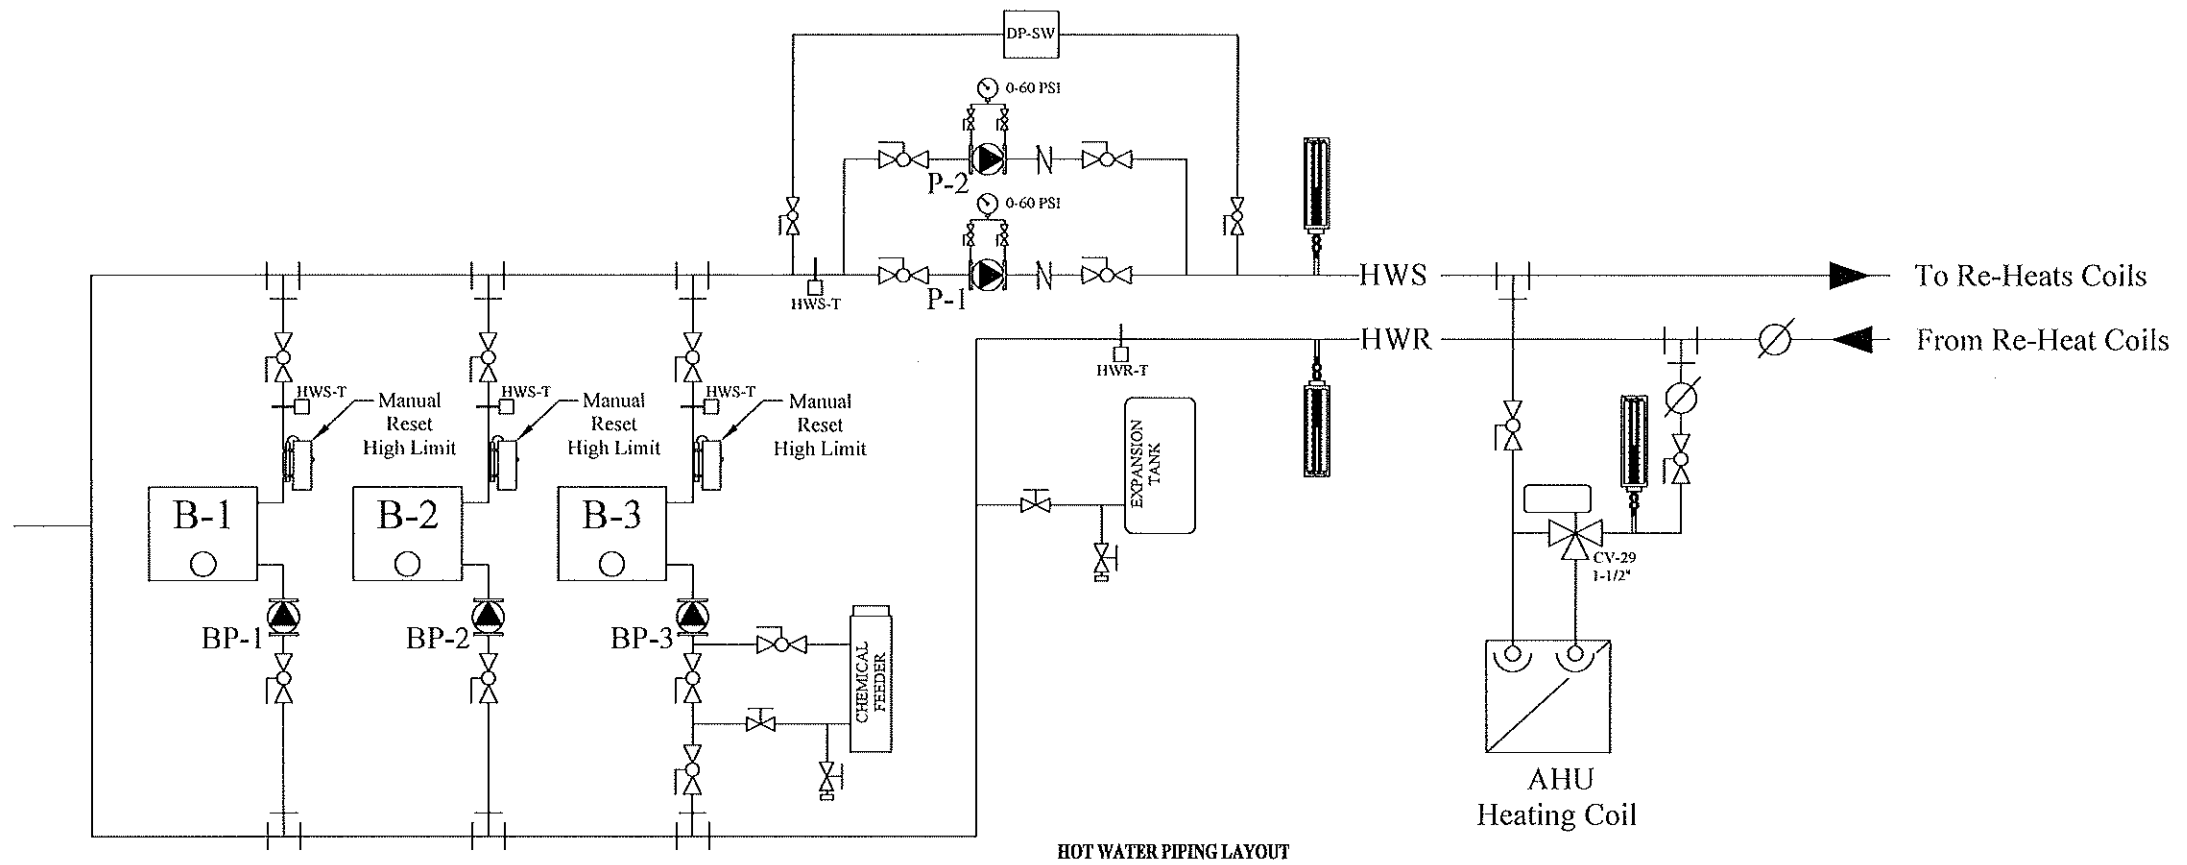 DP-SW
0-60 PSI
P-2
0-60 PSI
P-1
HWS-T
HWS
To Re-Heats Coils
HWR
From Re-Heat Coils
HWR-T
HWS-T
Manual
Reset
High Limit
HWS-T
Manual
Reset
High Limit
HWS-T
Manual
Reset
High Limit
EXPANSION
TANK
B-1
B-2
B-3
CV-29
1-1/2"
BP-1
BP-2
BP-3
CHEMICAL
FEEDER
AHU
Heating Coil
HOT WATER PIPING LAYOUT